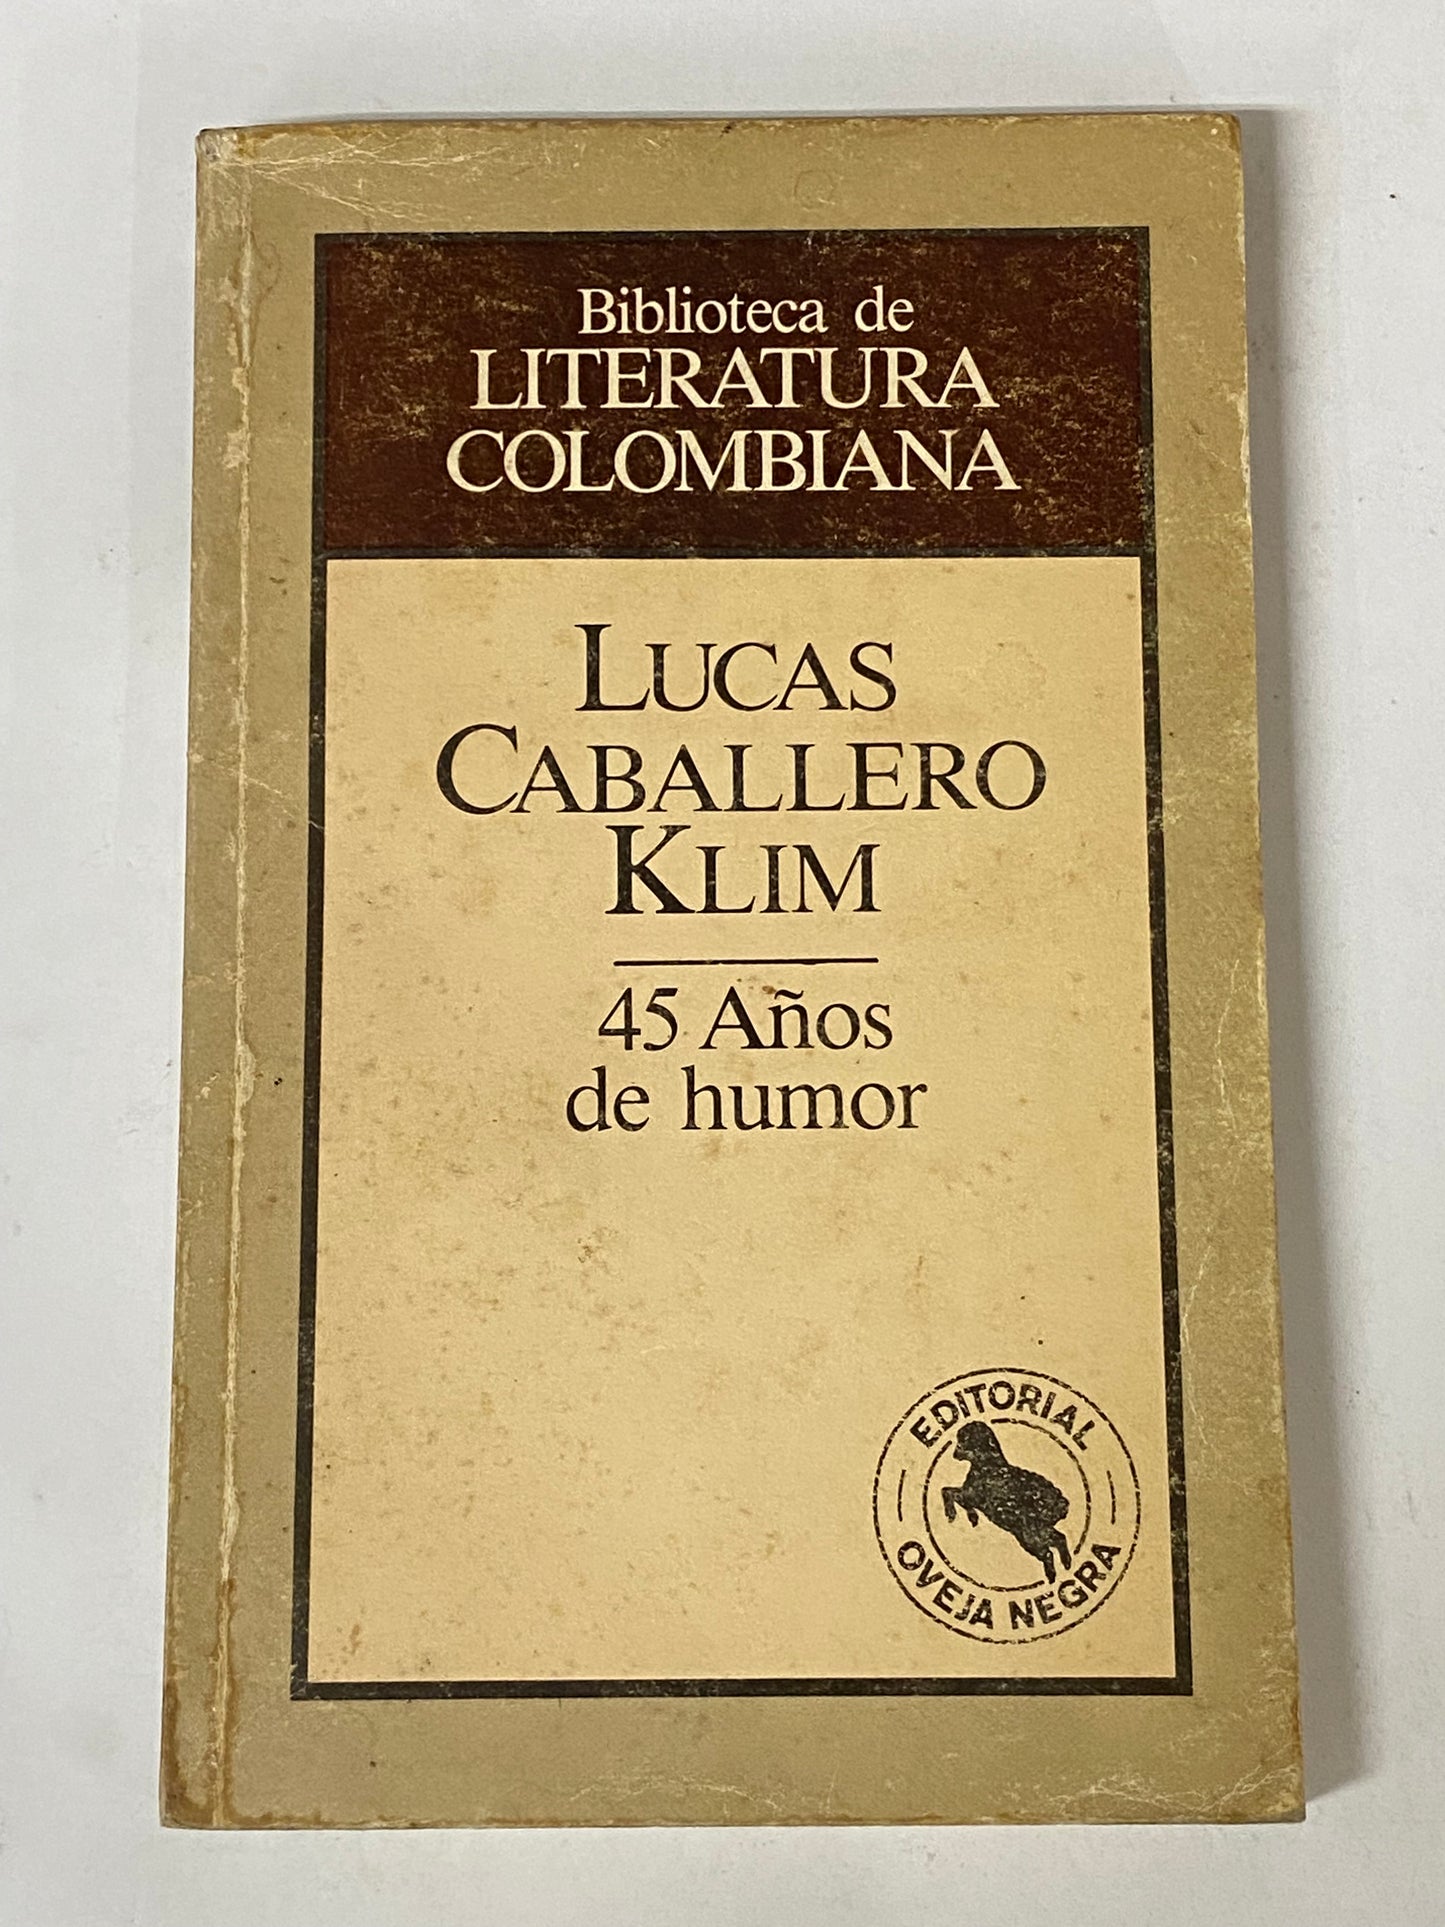 Biblioteca de
LITERATURA
COLOMBIANA
LUCAS
CABALLERO
KLIM
45 Años
de humor
EDITORIAL
OVEJA NEGRA